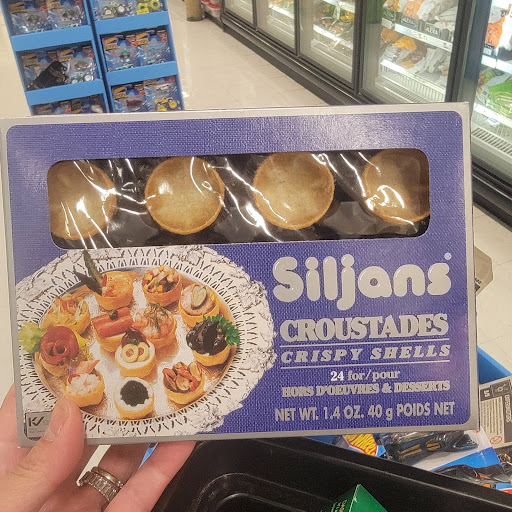 Siljans®
CROUSTADES
CRISPY SHELLS
24 for/pour
HORS D'OEUVRES & DESSERTS
NET WT. 1.4 OZ. 40 g POIDS NET